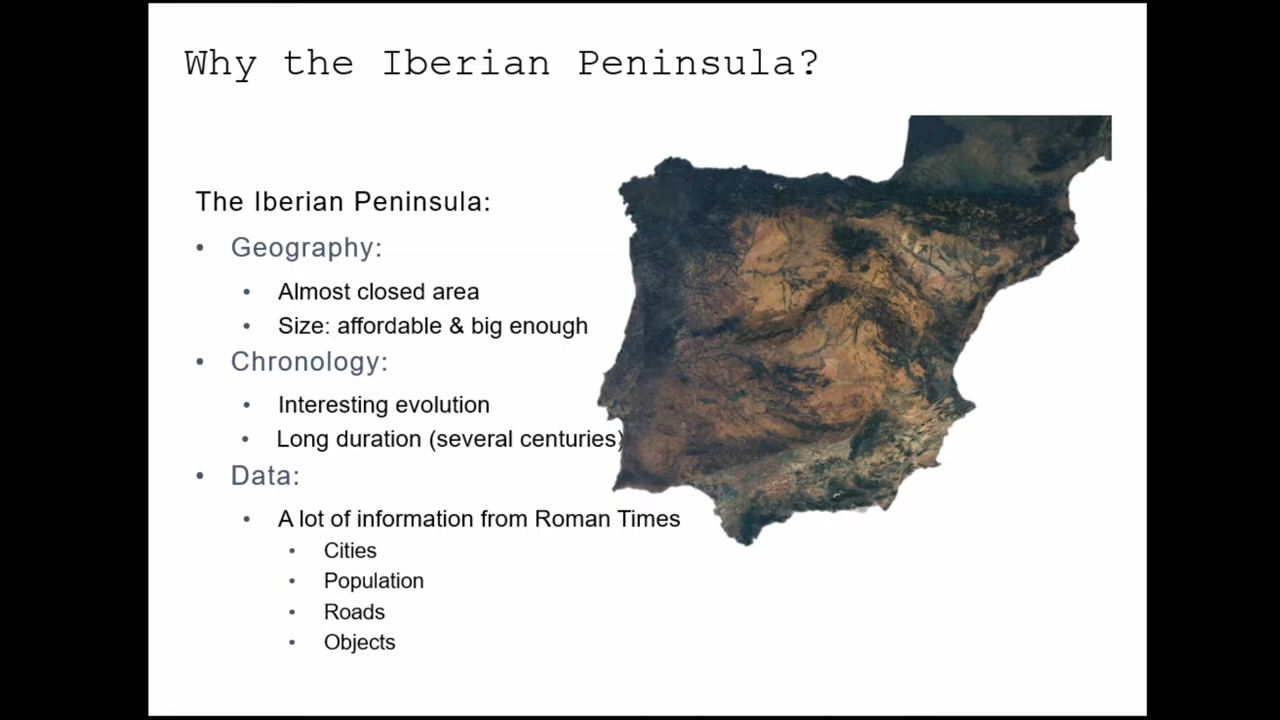 Why the Iberian Peninsula?
The Iberian Peninsula:
• Geography:
• Almost closed area
• Size: affordable & big enough
• Chronology:
• Interesting evolution
• Long duration (several centuries)
• Data:
• A lot of information from Roman Times
• Cities
• Population
• Roads
• Objects